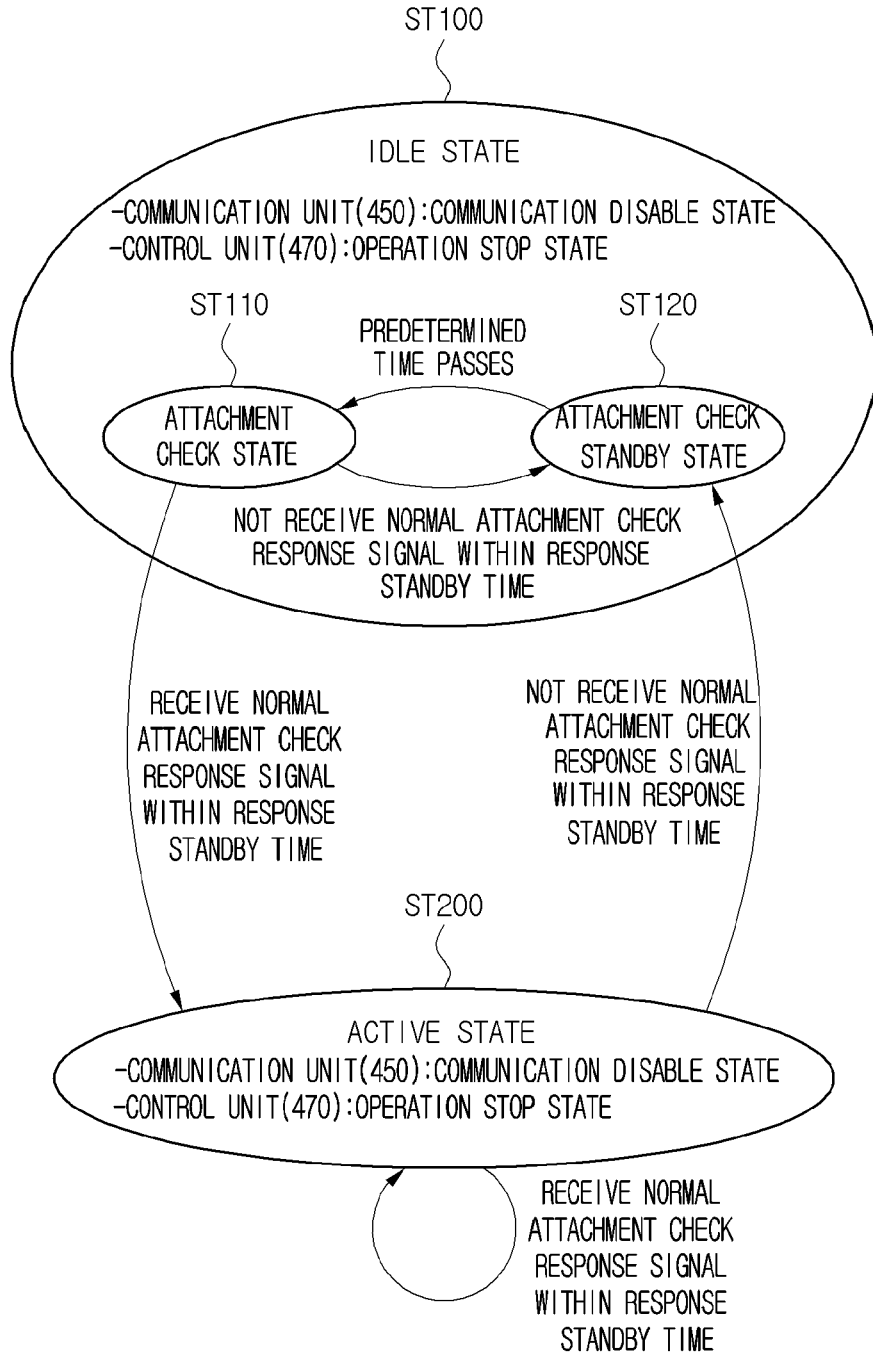 ST100
IDLE STATE
-COMMUNICATION UNIT(450):COMMUNICATION DISABLE STATE
-CONTROL UNIT(470):OPERATION STOP STATE
ST110
PREDETERMINED
TIME PASSES
ST120
ATTACHMENT
CHECK STATE
ATTACHMENT CHECK
STANDBY STATE
NOT RECEIVE NORMAL ATTACHMENT CHECK
RESPONSE SIGNAL WITHIN RESPONSE
STANDBY TIME
RECEIVE NORMAL
ATTACHMENT CHECK
RESPONSE SIGNAL
WITHIN RESPONSE
STANDBY TIME
NOT RECEIVE NORMAL
ATTACHMENT CHECK
RESPONSE SIGNAL
WITHIN RESPONSE
STANDBY TIME
ST200
ACTIVE STATE
-COMMUNICATION UNIT(450):COMMUNICATION DISABLE STATE
-CONTROL UNIT(470):OPERATION STOP STATE
RECEIVE NORMAL
ATTACHMENT CHECK
RESPONSE SIGNAL
WITHIN RESPONSE
STANDBY TIME